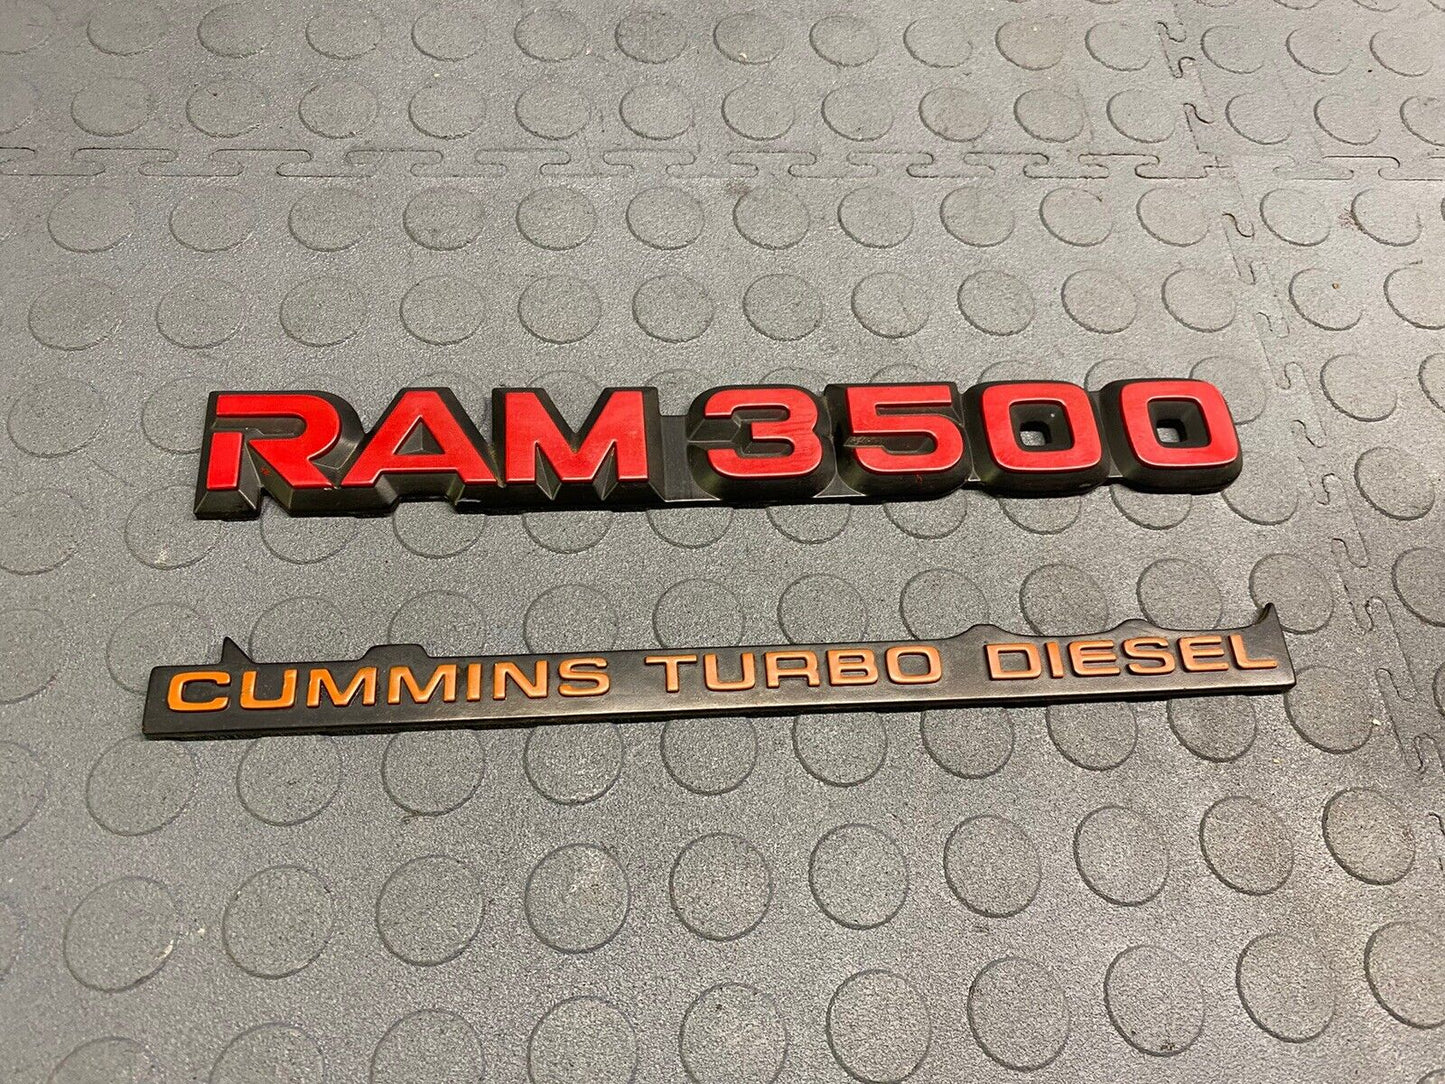 RAM 3500
CUMMINS TURBO DIESEL